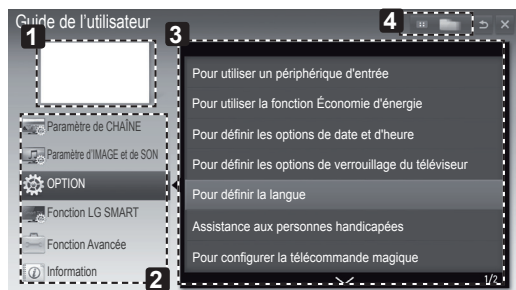 Guide de l'utilisateur
1
3
4
Pour utiliser un périphérique d'entrée
Pour utiliser la fonction Économie d'énergie
Pour définir les options de date et d'heure
Pour définir les options de verrouillage du téléviseur
Pour définir la langue
Assistance aux personnes handicapées
Pour configurer la télécommande magique
1/2
Paramètre de CHAÎNE
Paramètre d'IMAGE et de SON
OPTION
Fonction LG SMART
Fonction Avancée
Information
2